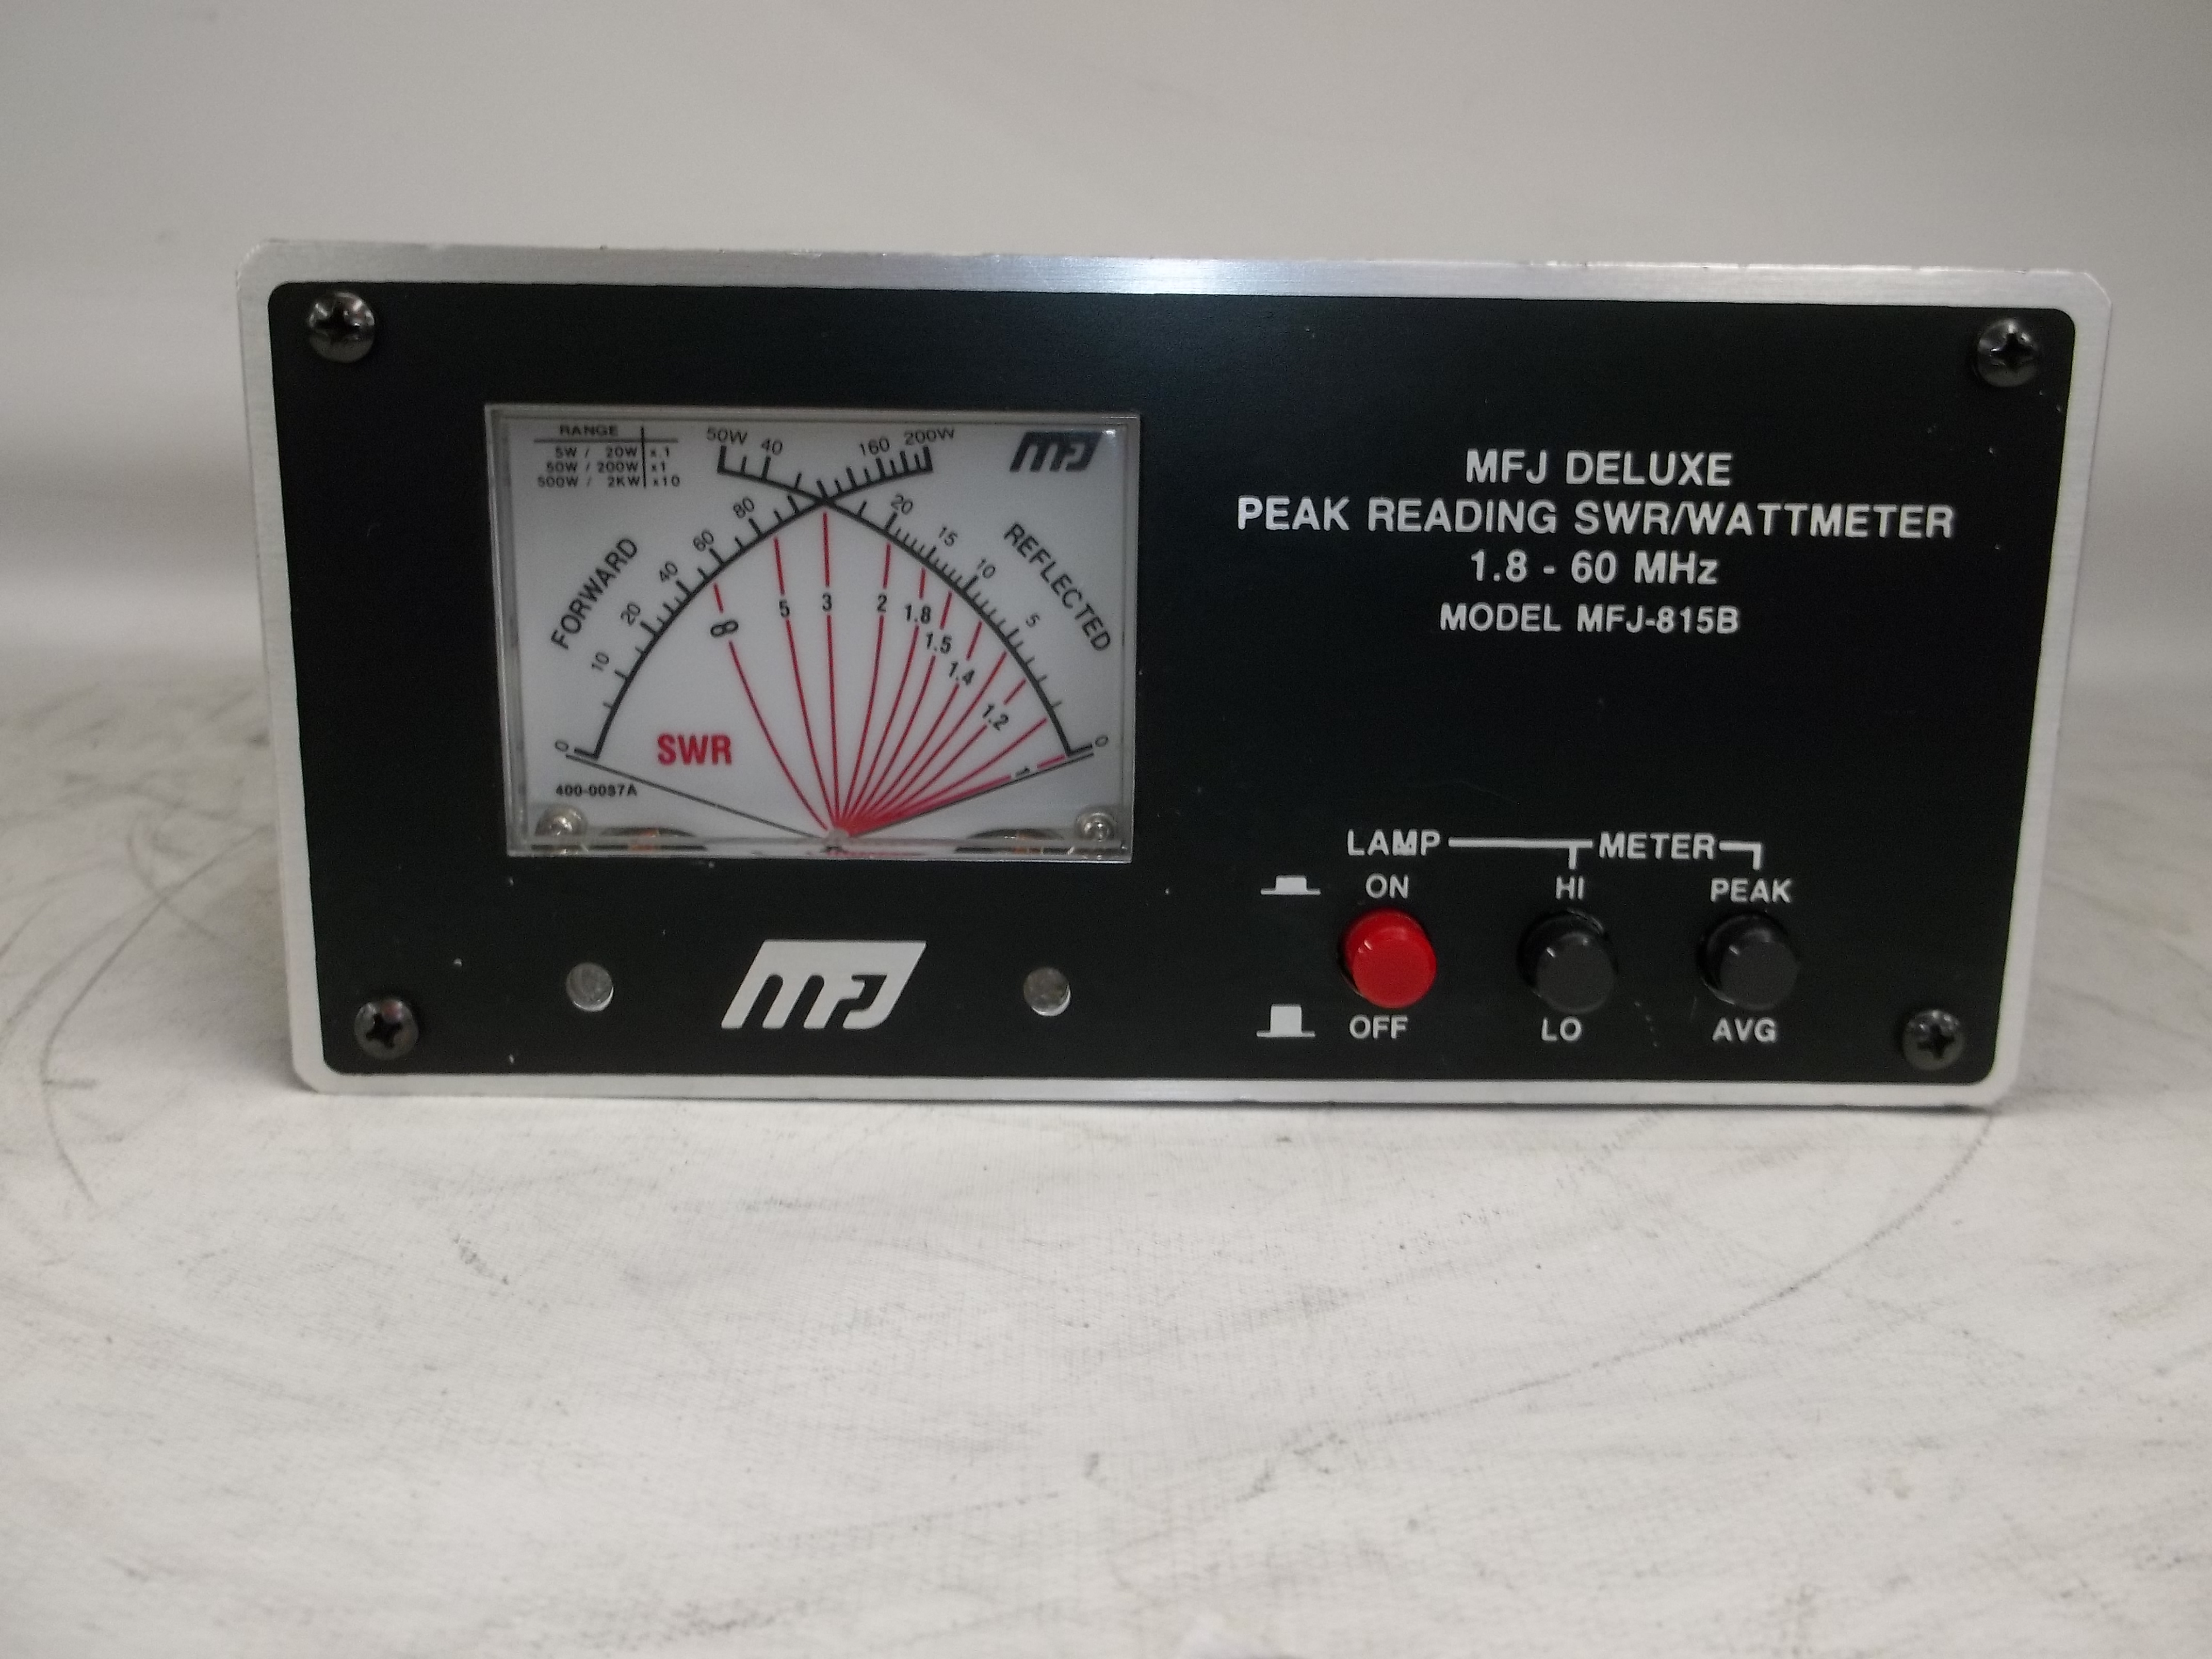 RANGE
5W / 20W x.1
50W / 200W x1
500W / 2KW x10
50W 40 160 200W
MFJ
FORWARD
0 10 20 40 60 80
REFLECTED
20 15 10 5 0
∞ 5 3 2 1.8 1.5 1.4 1.2 1
SWR
400-0087A
MFJ DELUXE
PEAK READING SWR/WATTMETER
1.8 - 60 MHz
MODEL MFJ-815B
LAMP METER
ON HI PEAK
OFF LO AVG
MFJ